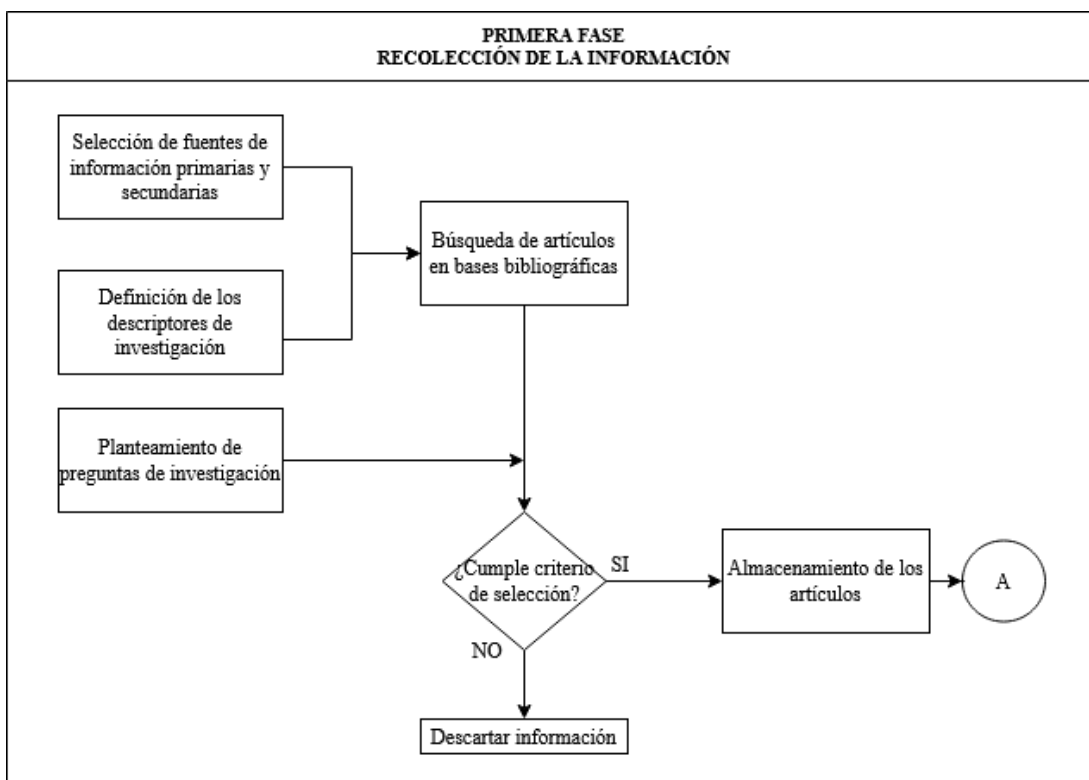 PRIMERA FASE
RECOLECCIÓN DE LA INFORMACIÓN
Selección de fuentes de
información primarias y
secundarias
Búsqueda de artículos
en bases bibliográficas
Definición de los
descriptores de
investigación
Planteamiento de
preguntas de investigación
¿Cumple criterio
de selección?
SI
Almacenamiento de los
artículos
A
NO
Descartar información